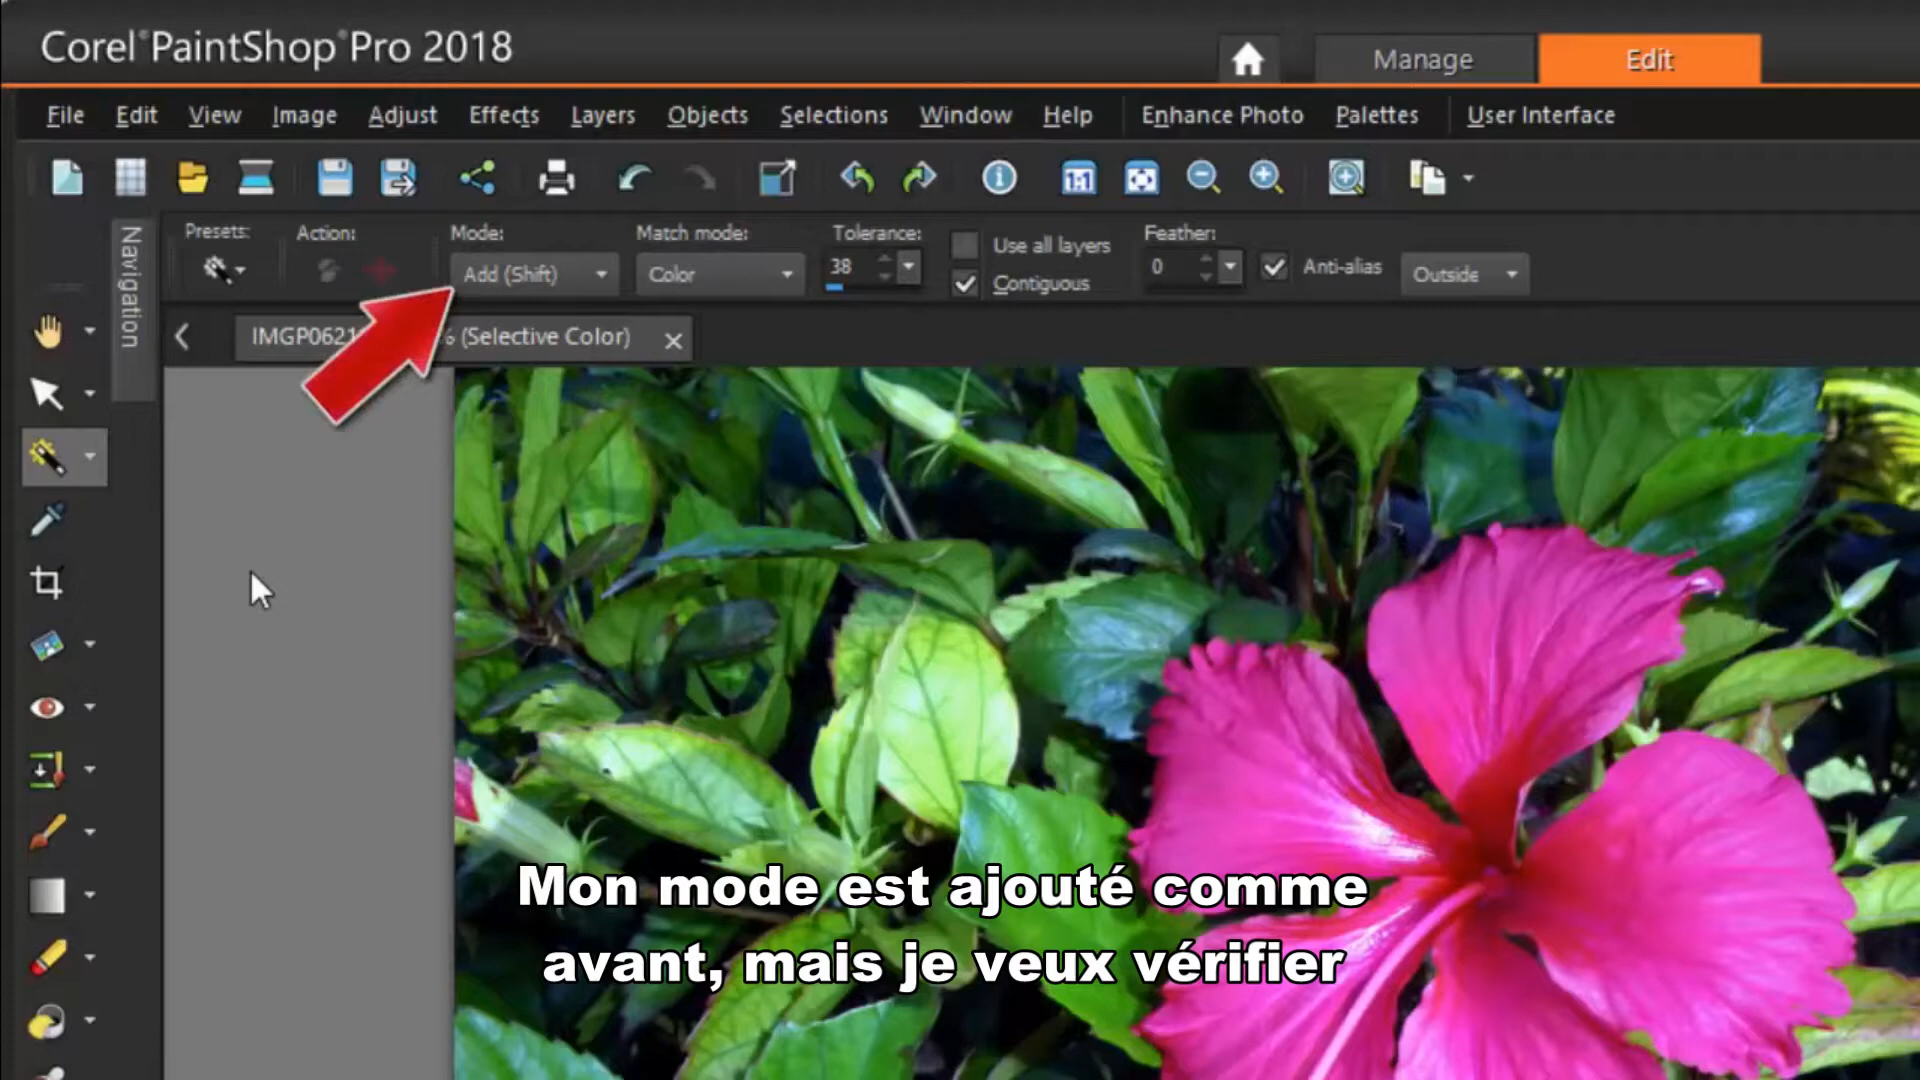 Corel®PaintShop®Pro 2018
Manage
Edit
File Edit View Image Adjust Effects Layers Objects Selections Window Help Enhance Photo Palettes User Interface
1:1
Presets: Action: Mode: Match mode: Tolerance: Use all layers Feather:
Add (Shift) Color 38 Contiguous 0 Anti-alias Outside
Navigation
IMGP0621 % (Selective Color)
Mon mode est ajouté comme
avant, mais je veux vérifier